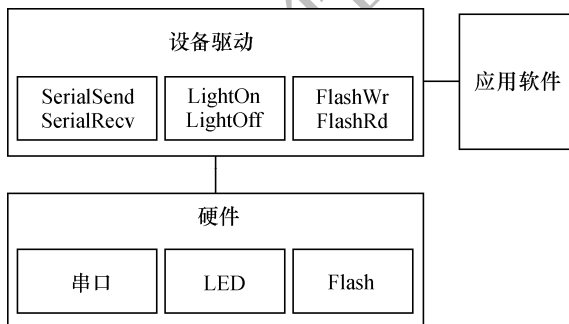 设备驱动
应用软件
SerialSend
SerialRecv
LightOn
LightOff
FlashWr
FlashRd
硬件
串口
LED
Flash